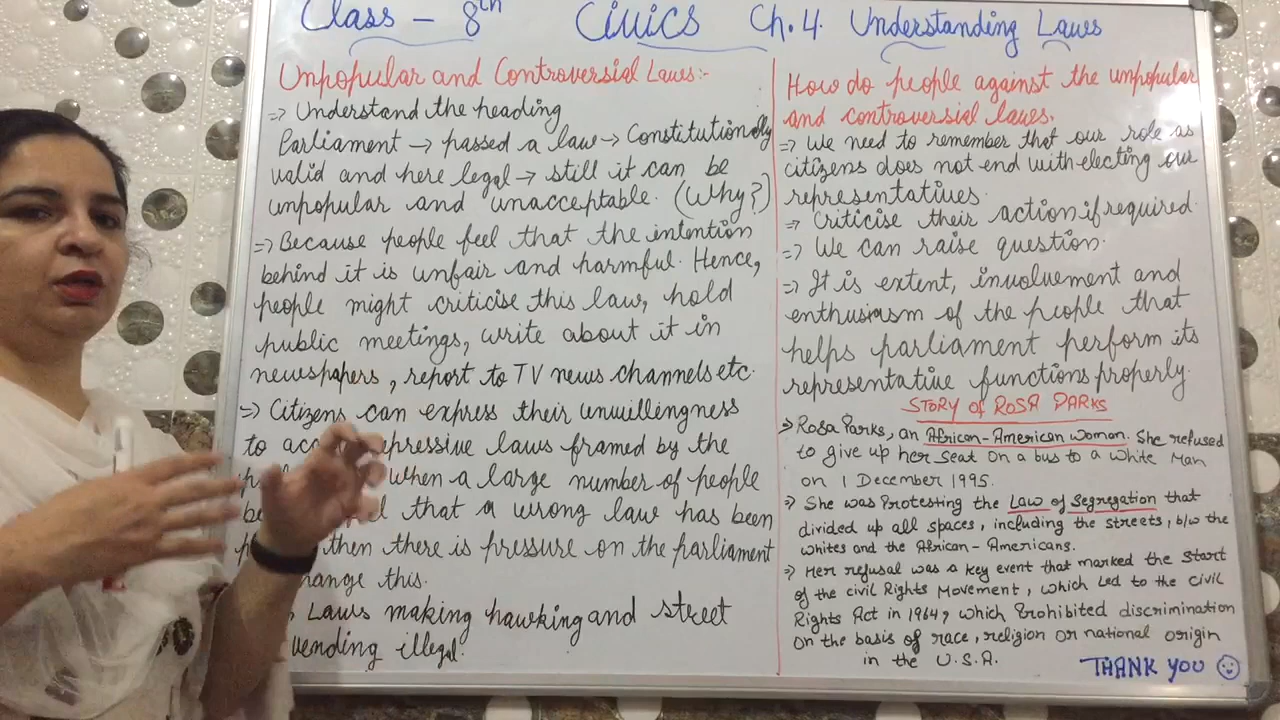 Class - 8th Civics Ch.4. Understanding Laws
Unpopular and Controversial Laws:-
=> Understand the heading
Parliament → passed a law → Constitutionally
valid and here legal → still it can be
unpopular and unacceptable. (Why?)
=> Because people feel that the intention
behind it is unfair and harmful. Hence,
people might criticise this law, hold
public meetings, write about it in
newspapers, report to TV news channels etc.
=> Citizens can express their unwillingness
to laws framed by the
When a large number of people
that a wrong law has been
then there is pressure on the parliament
this.
Laws making hawking and street
vending illegal.
How do people against the unpopular
and controversial laws.
=> We need to remember that our role as
citizens does not end with electing our
representatives.
=> Criticise their action if required.
=> We can raise question.
=> It is extent, involvement and
enthusiasm of the people that
helps parliament perform its
representative functions properly.
STORY of ROSA PARKS
=> Rosa Parks, an African-American woman. She refused
to give up her seat on a bus to a white Man
on 1 December 1995.
=> She was Protesting the Law of Segregation that
divided up all spaces, including the streets, b/w the
whites and the African-Americans.
=> Her refusal was a key event that marked the start
of the civil Rights Movement, which led to the civil
Rights Act in 1964, which Prohibited discrimination
on the basis of race, religion or national origin
in the U.S.A.
THANK YOU